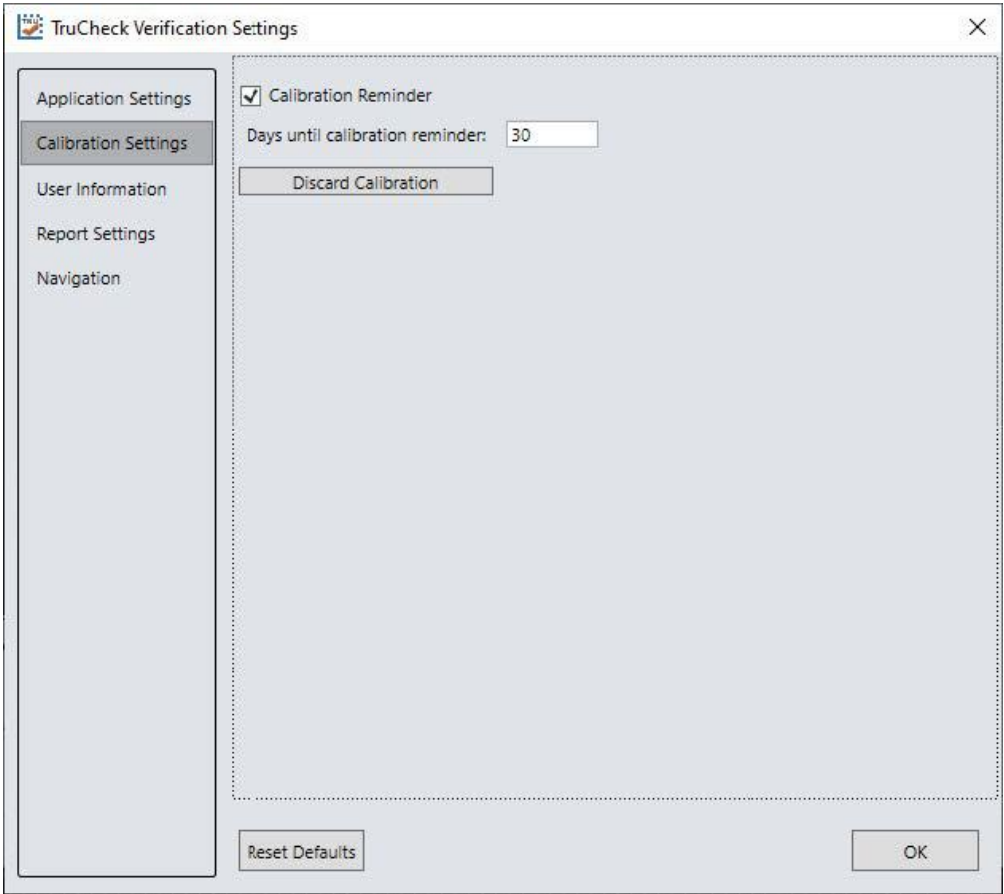 TruCheck Verification Settings
Application Settings
Calibration Settings
User Information
Report Settings
Navigation
Calibration Reminder
Days until calibration reminder: 30
Discard Calibration
Reset Defaults
OK